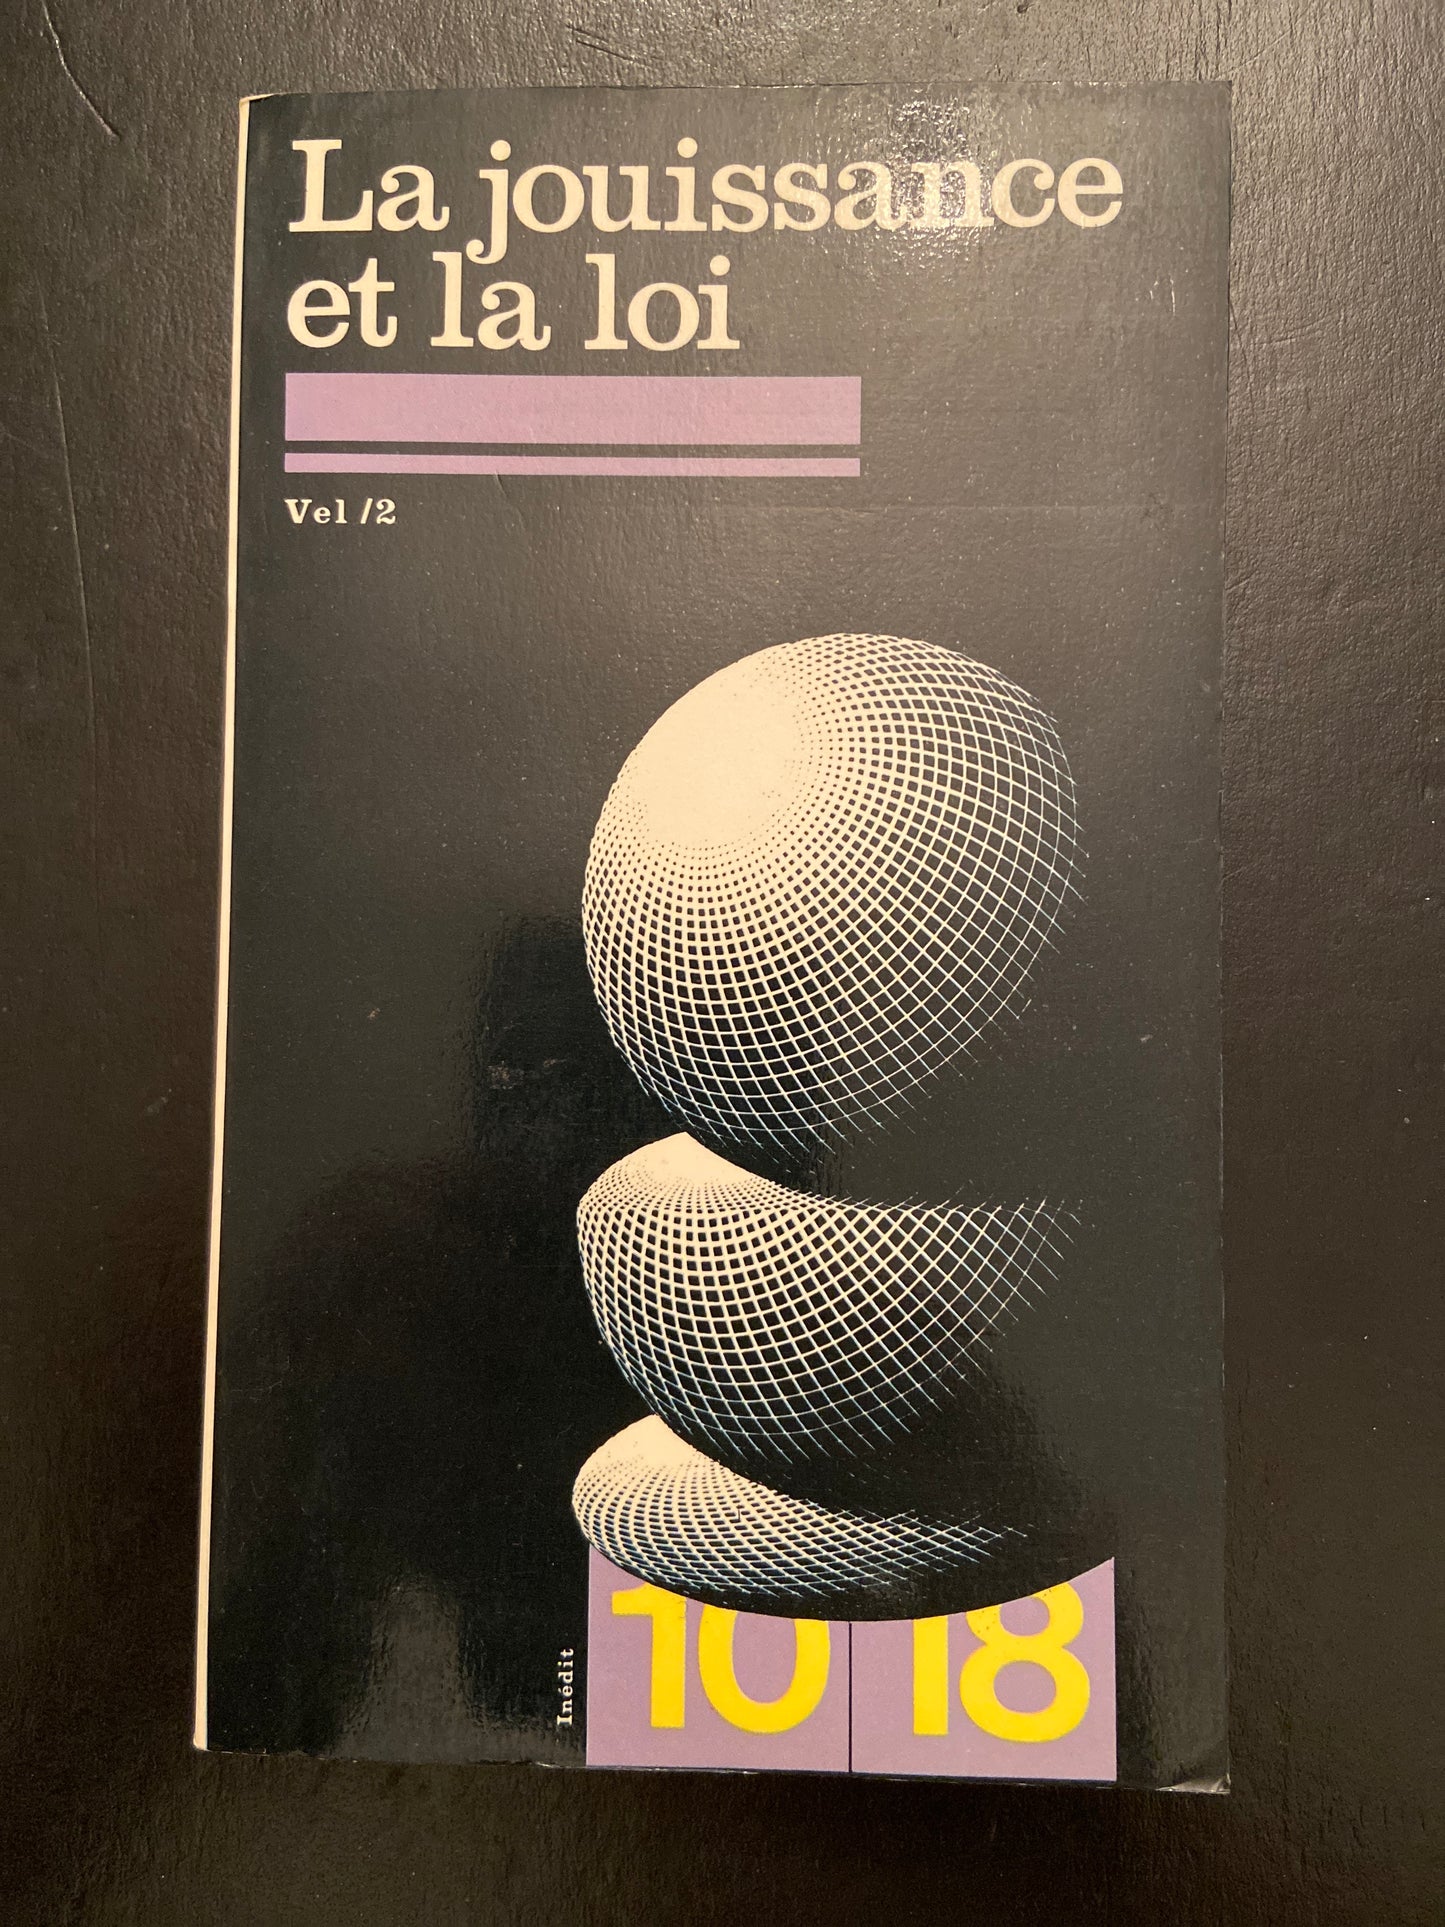 La jouissance
et la loi
Vel /2
Inédit
10 18